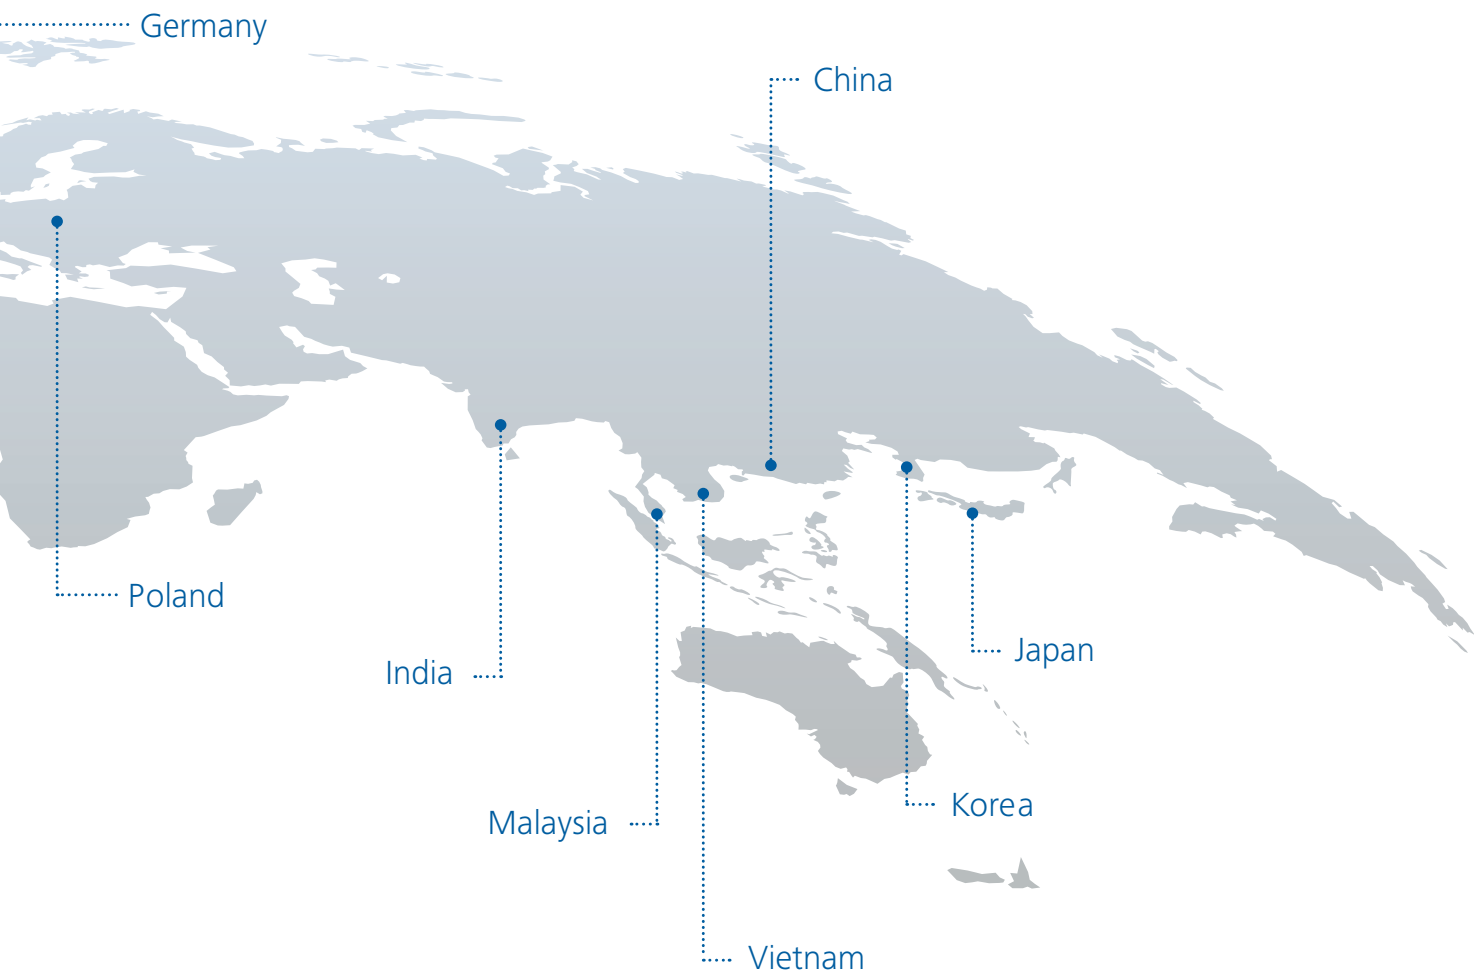 Germany
China
Poland
Japan
India
Korea
Malaysia
Vietnam